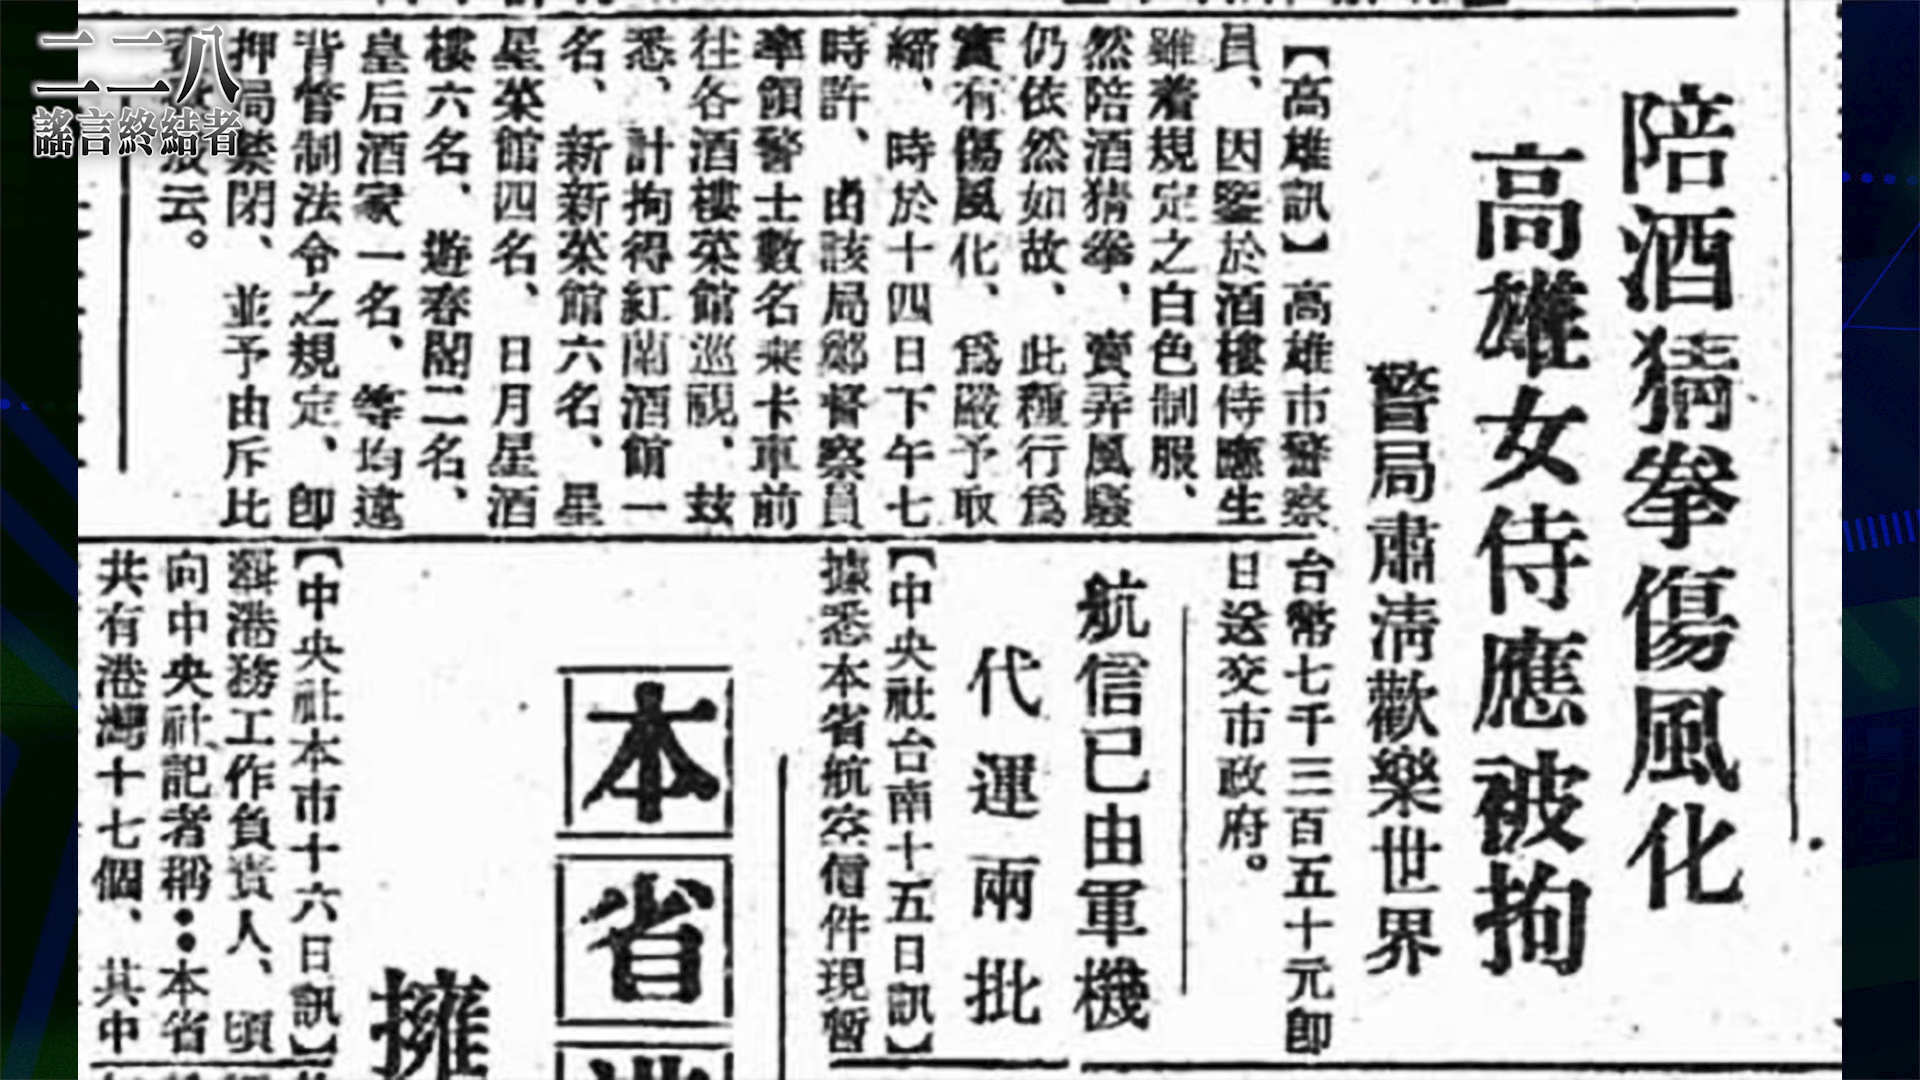 二二八
謠言終結者
陪酒猜拳傷風化
高雄女侍應被拘
警局肅清歡樂世界
【高雄訊】高雄市警察
員、因鑒於酒樓侍應生
雖着規定之白色制服、
然陪酒猜拳、賣弄風騷
仍依然如故、此種行爲
實有傷風化、爲嚴予取
締、時於十四日下午七
時許、由該局鄭督察員
率領警士數名乘卡車前
往各酒樓菜館巡視、玆
悉、計拘得紅蘭酒館一
名、新新菜館六名、星
星菜館四名、日月星酒
樓六名、遊春閣二名、
皇后酒家一名、等均違
背管制法令之規定、即
押局禁閉、並予由斥比
云。
台幣七千三百五十元即
日送交市政府。
航信已由軍機
代運兩批
【中央社台南十五日訊】
據悉本省航空信件現暫
本省
擁
【中央社本市十六日訊】
港務工作負責人、頃
向中央社記者稱：本省
共有港灣十七個、其中